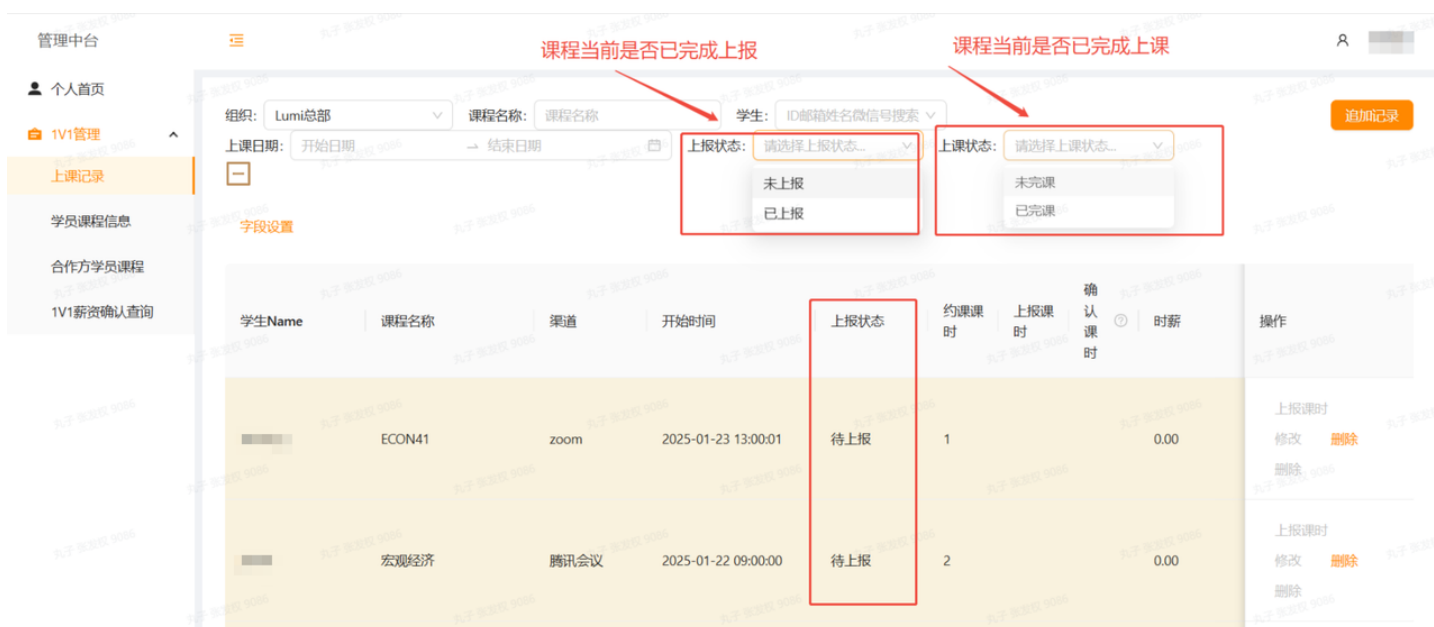 管理中台
课程当前是否已完成上报
课程当前是否已完成上课
个人首页
1V1管理
上课记录
学员课程信息
合作方学员课程
1V1薪资确认查询
组织: Lumi总部 课程名称: 课程名称 学生: ID邮箱姓名微信号搜索 追加记录
上课日期: 开始日期 → 结束日期 上报状态: 请选择上报状态... 上课状态: 请选择上课状态...
未上报 未完课
已上报 已完课
字段设置
学生Name 课程名称 渠道 开始时间 上报状态 约课课时 上报课时 确认课时 时薪 操作
ECON41 zoom 2025-01-23 13:00:01 待上报 1 0.00 上报课时
修改 删除
删除
宏观经济 腾讯会议 2025-01-22 09:00:00 待上报 2 0.00 上报课时
修改 删除
删除